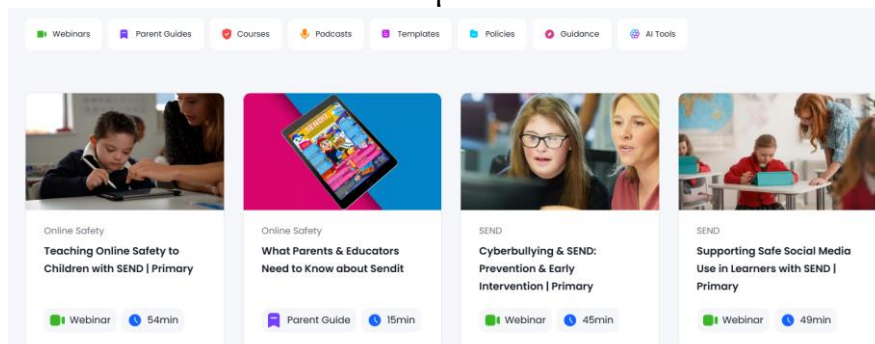 Webinars
Parent Guides
Courses
Podcasts
Templates
Policies
Guidance
AI Tools
Online Safety
Teaching Online Safety to
Children with SEND | Primary
Webinar
54min
SENDIT
Online Safety
What Parents & Educators
Need to Know about Sendit
Parent Guide
15min
SEND
Cyberbullying & SEND:
Prevention & Early
Intervention | Primary
Webinar
45min
SEND
Supporting Safe Social Media
Use in Learners with SEND |
Primary
Webinar
49min